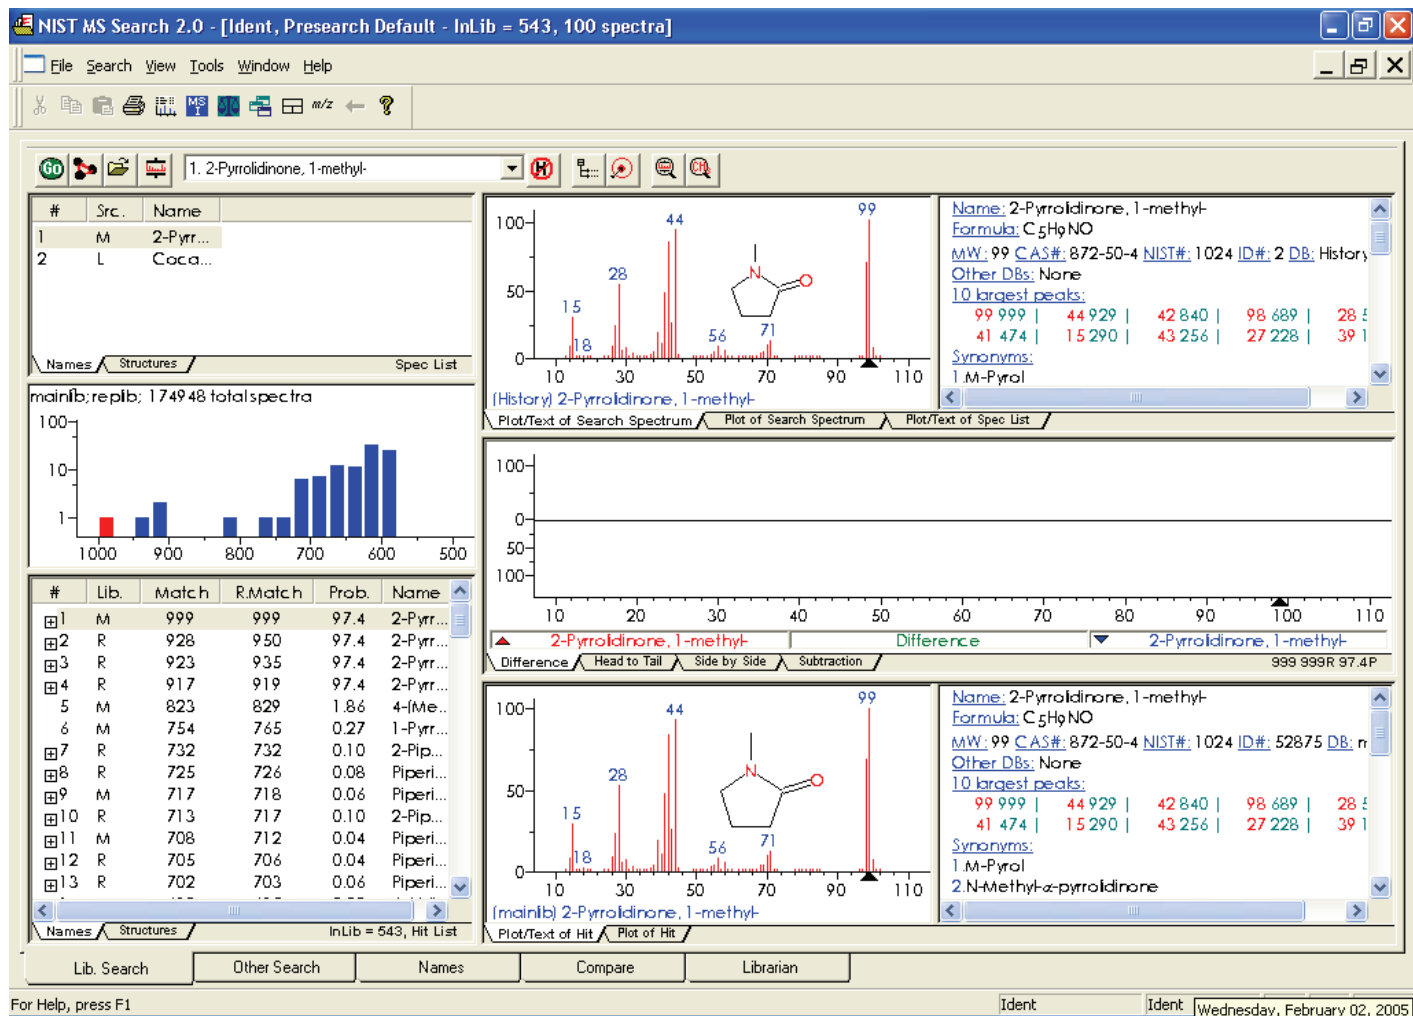 NIST MS Search 2.0 - [Ident, Presearch Default - InLib = 543, 100 spectra]
File Search View Tools Window Help
MS I m/z ?
Go 1. 2-Pyrrolidinone, 1-methyl- H CH
# Src. Name
1 M 2-Pyrr...
2 L Coca...
Names Structures Spec List
mainlib; replib; 174948 total spectra
100
10
1
1000 900 800 700 600 500
# Lib. Match R.Match Prob. Name
1 M 999 999 97.4 2-Pyrr...
2 R 928 950 97.4 2-Pyrr...
3 R 923 935 97.4 2-Pyrr...
4 R 917 919 97.4 2-Pyrr...
5 M 823 829 1.86 4-(Me...
6 M 754 765 0.27 1-Pyrr...
7 R 732 732 0.10 2-Pip...
8 R 725 726 0.08 Piperi...
9 M 717 718 0.06 Piperi...
10 R 713 717 0.10 2-Pip...
11 M 708 712 0.04 Piperi...
12 R 705 706 0.04 Piperi...
13 R 702 703 0.06 Piperi...
Names Structures InLib = 543, Hit List
100 44 99
28
50 15 N O
18 56 71
0
10 30 50 70 90 110
(History) 2-Pyrrolidinone, 1-methyl-
Plot/Text of Search Spectrum Plot of Search Spectrum Plot/Text of Spec List
Name: 2-Pyrrolidinone, 1-methyl-
Formula: C5H9NO
MW: 99 CAS#: 872-50-4 NIST#: 1024 ID#: 2 DB: History
Other DBs: None
10 largest peaks:
99 999 | 44 929 | 42 840 | 98 689 | 28 5
41 474 | 15 290 | 43 256 | 27 228 | 39 1
Synonyms:
1.M-Pyrol
100
0
50
100
10 20 30 40 50 60 70 80 90 100 110
2-Pyrrolidinone, 1-methyl- Difference 2-Pyrrolidinone, 1-methyl-
Difference Head to Tail Side by Side Subtraction 999 999R 97.4P
100 44 99
28
50 15 N O
18 56 71
0
10 30 50 70 90 110
(mainlib) 2-Pyrrolidinone, 1-methyl-
Plot/Text of Hit Plot of Hit
Name: 2-Pyrrolidinone, 1-methyl-
Formula: C5H9NO
MW: 99 CAS#: 872-50-4 NIST#: 1024 ID#: 52875 DB: m
Other DBs: None
10 largest peaks:
99 999 | 44 929 | 42 840 | 98 689 | 28 5
41 474 | 15 290 | 43 256 | 27 228 | 39 1
Synonyms:
1.M-Pyrol
2.N-Methyl-α-pyrrolidinone
Lib. Search Other Search Names Compare Librarian
For Help, press F1 Ident Ident Wednesday, February 02, 2005